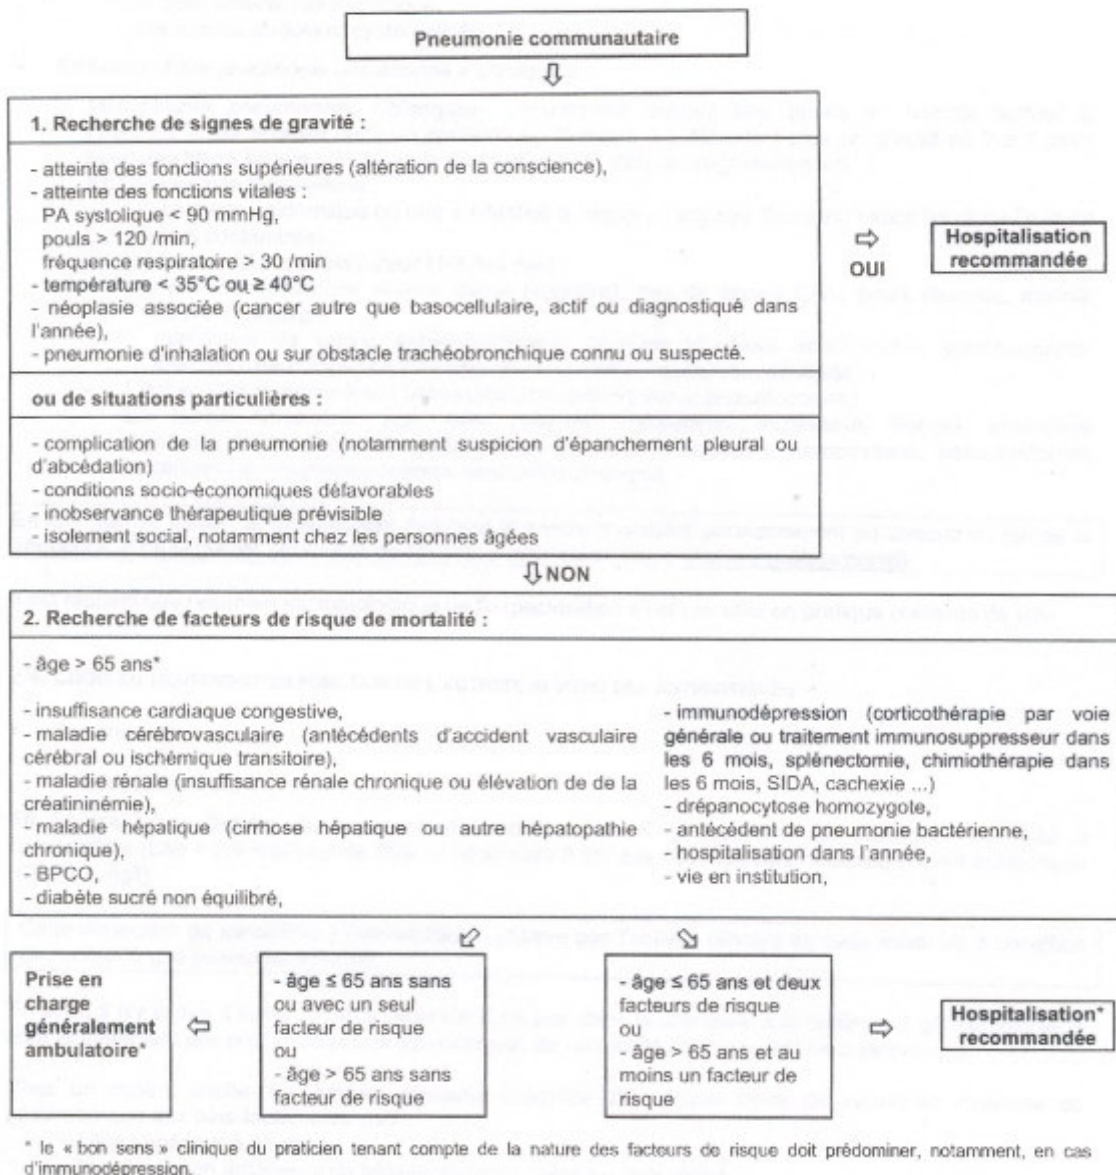 Pneumonie communautaire
1. Recherche de signes de gravité :
- atteinte des fonctions supérieures (altération de la conscience),
- atteinte des fonctions vitales :
PA systolique < 90 mmHg,
pouls > 120 /min,
fréquence respiratoire > 30 /min
- température < 35°C ou ≥ 40°C
- néoplasie associée (cancer autre que basocellulaire, actif ou diagnostiqué dans
l'année),
- pneumonie d'inhalation ou sur obstacle trachéobronchique connu ou suspecté.
OUI
Hospitalisation
recommandée
ou de situations particulières :
- complication de la pneumonie (notamment suspicion d'épanchement pleural ou
d'abcédation)
- conditions socio-économiques défavorables
- inobservance thérapeutique prévisible
- isolement social, notamment chez les personnes âgées
NON
2. Recherche de facteurs de risque de mortalité :
- âge > 65 ans*
- insuffisance cardiaque congestive,
- maladie cérébrovasculaire (antécédents d'accident vasculaire
cérébral ou ischémique transitoire),
- maladie rénale (insuffisance rénale chronique ou élévation de de la
créatininémie),
- maladie hépatique (cirrhose hépatique ou autre hépatopathie
chronique),
- BPCO,
- diabète sucré non équilibré,
- immunodépression (corticothérapie par voie
générale ou traitement immunosuppresseur dans
les 6 mois, splénectomie, chimiothérapie dans
les 6 mois, SIDA, cachexie ...)
- drépanocytose homozygote,
- antécédent de pneumonie bactérienne,
- hospitalisation dans l'année,
- vie en institution,
Prise en
charge
généralement
ambulatoire*
- âge ≤ 65 ans sans
ou avec un seul
facteur de risque
ou
- âge > 65 ans sans
facteur de risque
- âge ≤ 65 ans et deux
facteurs de risque
ou
- âge > 65 ans et au
moins un facteur de
risque
Hospitalisation*
recommandée
* le « bon sens » clinique du praticien tenant compte de la nature des facteurs de risque doit prédominer, notamment, en cas
d'immunodépression.